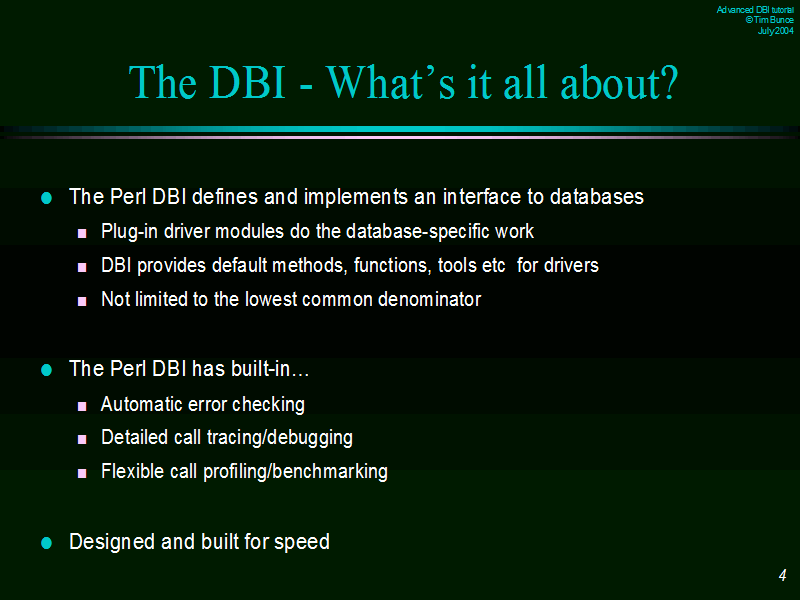 Advanced DBI tutorial
© Tim Bunce
July 2004
The DBI - What’s it all about?
The Perl DBI defines and implements an interface to databases
Plug-in driver modules do the database-specific work
DBI provides default methods, functions, tools etc  for drivers
Not limited to the lowest common denominator
The Perl DBI has built-in…
Automatic error checking
Detailed call tracing/debugging
Flexible call profiling/benchmarking
Designed and built for speed
4